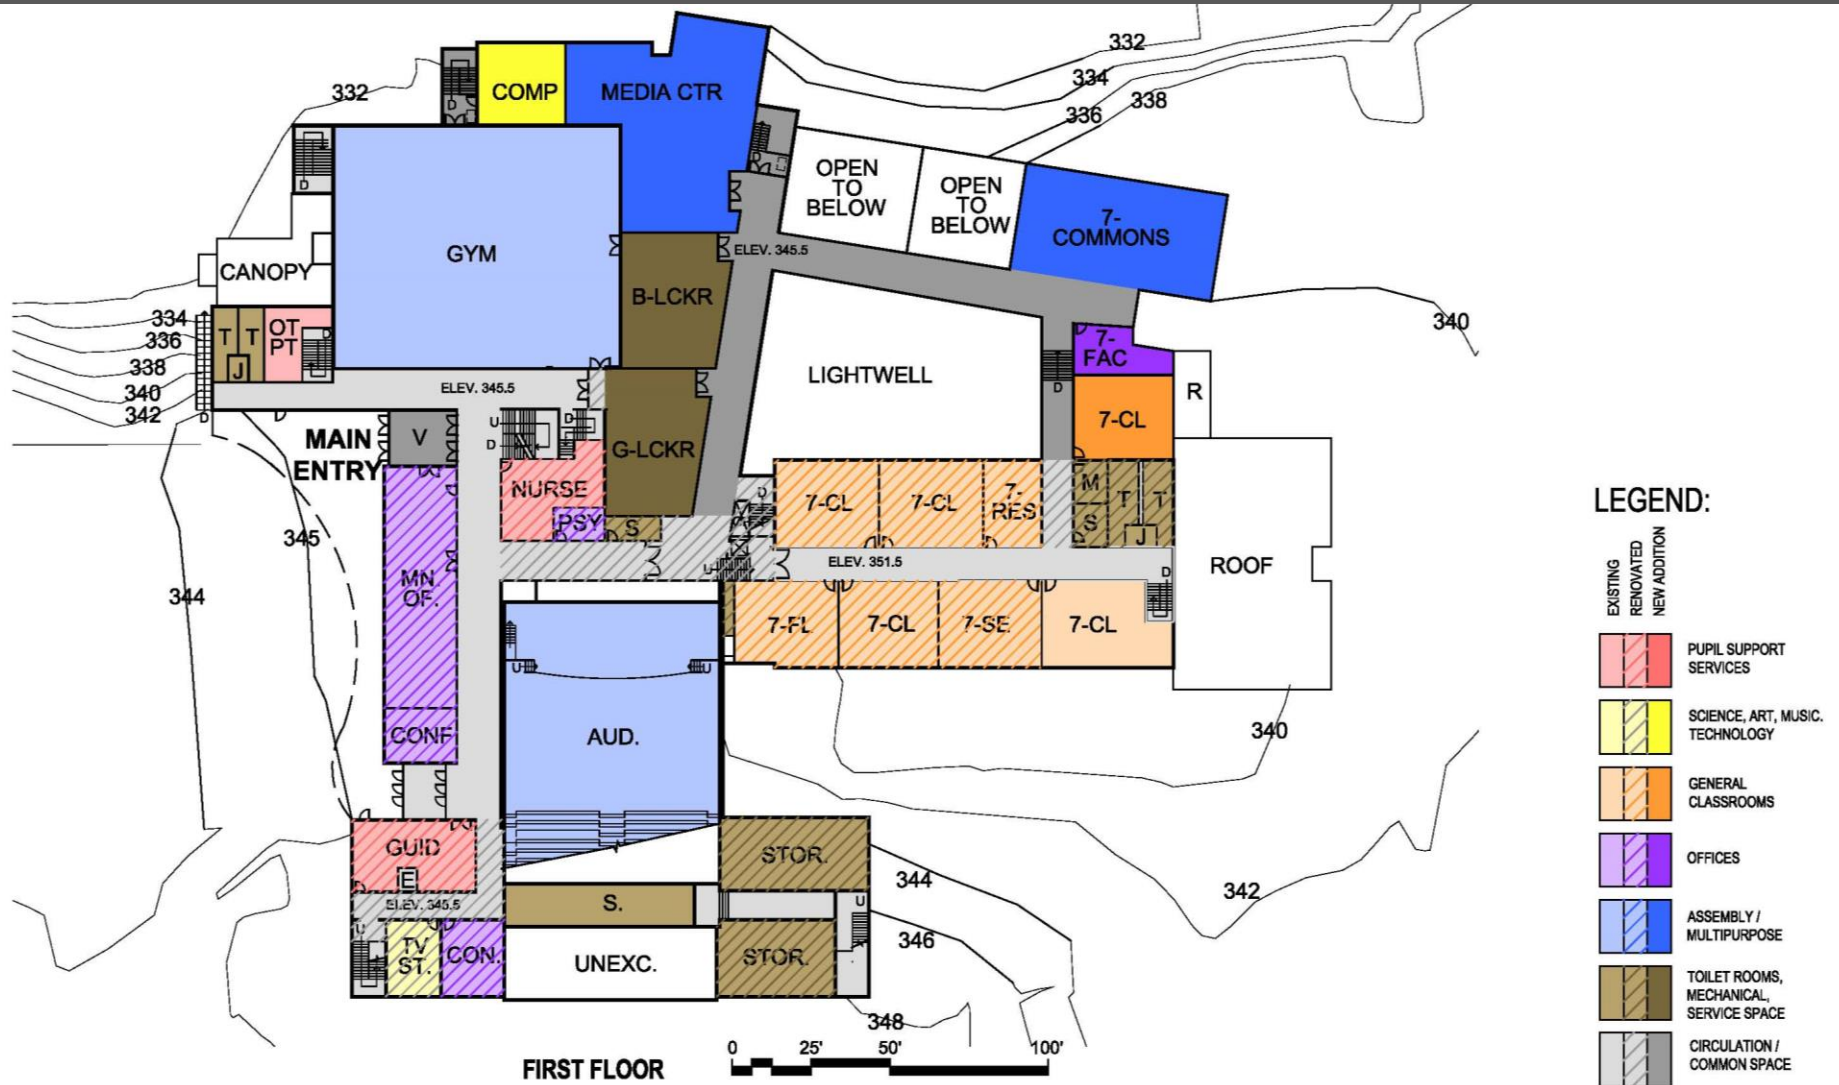 332
COMP
MEDIA CTR
332
334
336
338
D
D
D
OPEN
TO
BELOW
OPEN
TO
BELOW
7-
COMMONS
GYM
ELEV. 345.5
CANOPY
B-LCKR
334
336
338
340
342
T
T
J
OT
PT
D
D
D
ELEV. 345.5
LIGHTWELL
7-
FAC
D
R
340
7-CL
MAIN
ENTRY
V
U
D
D
G-LCKR
NURSE
PSY
S
D
7-CL
7-CL
7-
RES
M
S
T
T
J
345
344
MN.
OF.
U
ELEV. 351.5
D
ROOF
7-FL
7-CL
7-SE
7-CL
U
U
CONF
AUD.
340
GUID
E
STOR.
344
342
ELEV. 345.5
S.
U
346
U
TV
ST.
CON.
UNEXC.
STOR.
348
FIRST FLOOR
0
25'
50'
100'
LEGEND:
EXISTING
RENOVATED
NEW ADDITION
PUPIL SUPPORT
SERVICES
SCIENCE, ART, MUSIC.
TECHNOLOGY
GENERAL
CLASSROOMS
OFFICES
ASSEMBLY /
MULTIPURPOSE
TOILET ROOMS,
MECHANICAL,
SERVICE SPACE
CIRCULATION /
COMMON SPACE